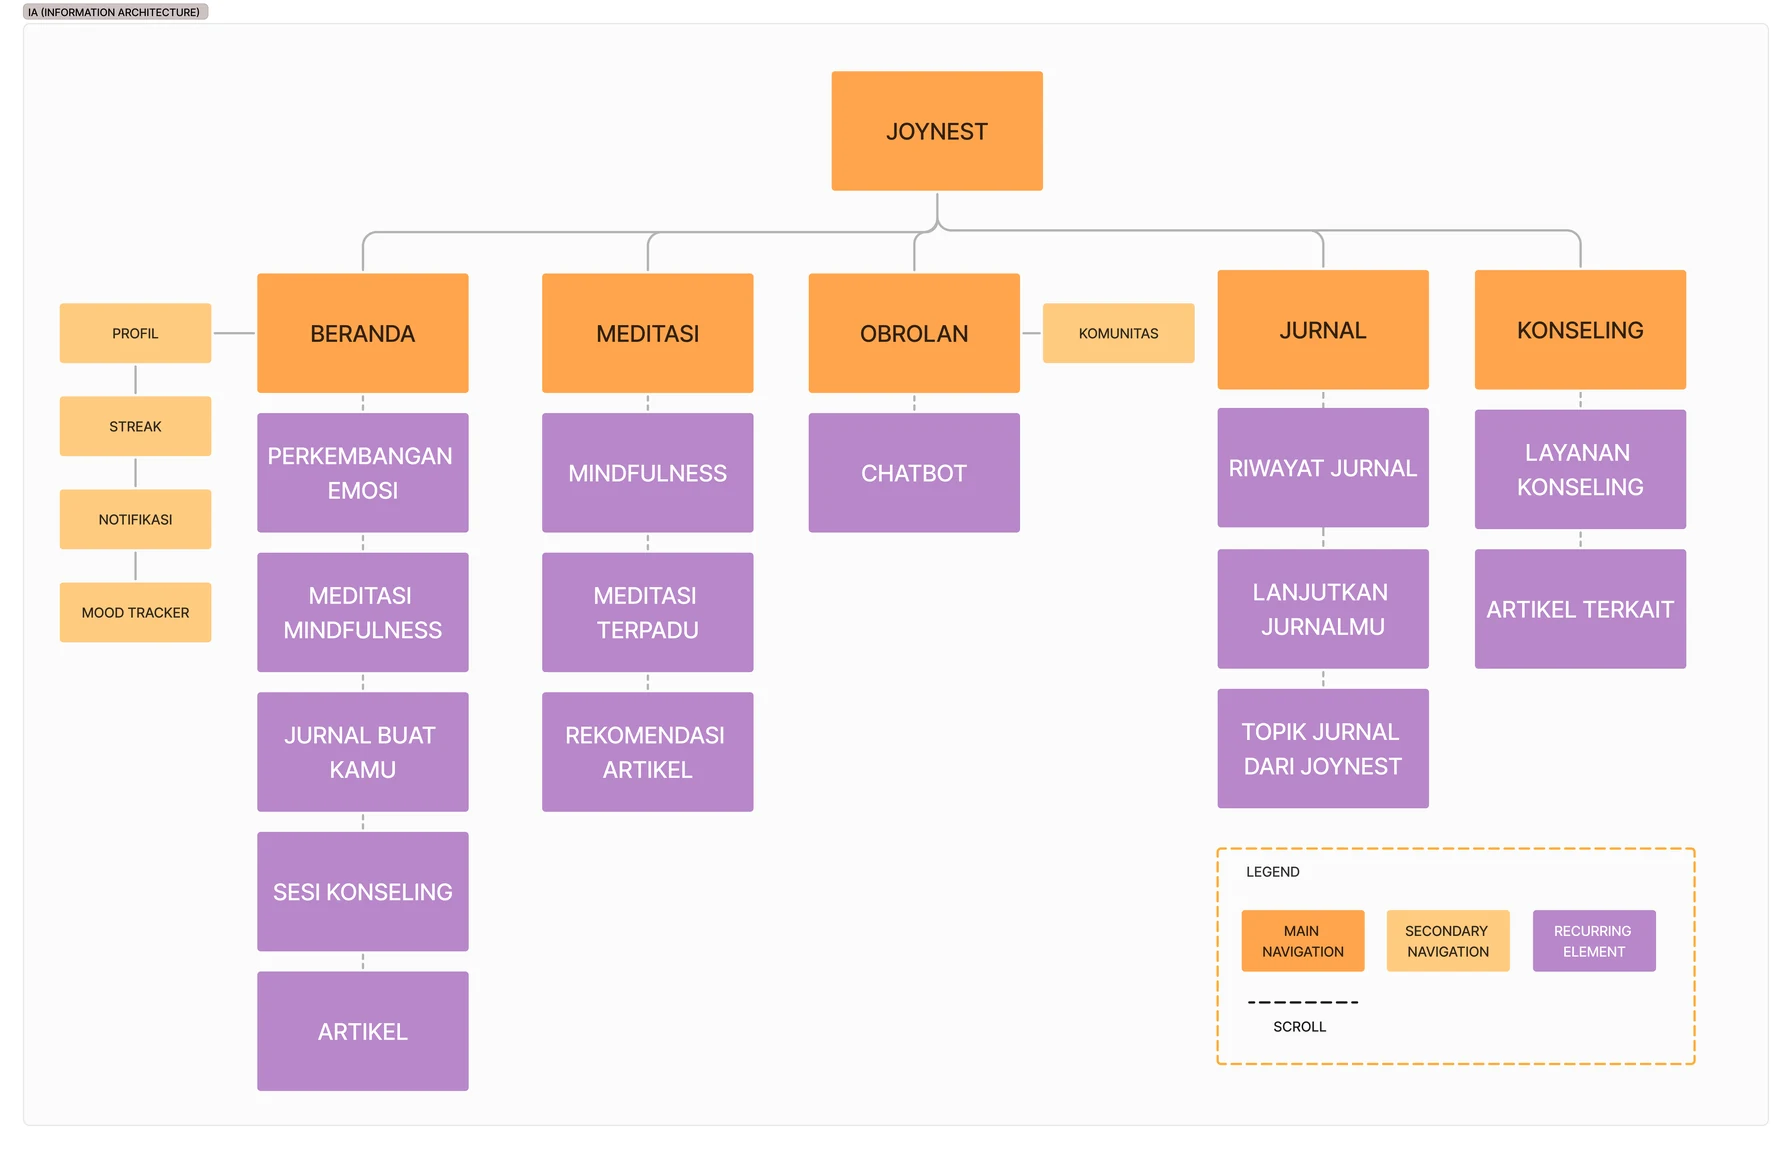 IA (INFORMATION ARCHITECTURE)
JOYNEST
BERANDA
MEDITASI
OBROLAN
JURNAL
KONSELING
PROFIL
STREAK
NOTIFIKASI
MOOD TRACKER
KOMUNITAS
PERKEMBANGAN
EMOSI
MEDITASI
MINDFULNESS
JURNAL BUAT
KAMU
SESI KONSELING
ARTIKEL
MINDFULNESS
MEDITASI
TERPADU
REKOMENDASI
ARTIKEL
CHATBOT
RIWAYAT JURNAL
LANJUTKAN
JURNALMU
TOPIK JURNAL
DARI JOYNEST
LAYANAN
KONSELING
ARTIKEL TERKAIT
LEGEND
MAIN
NAVIGATION
SECONDARY
NAVIGATION
RECURRING
ELEMENT
SCROLL